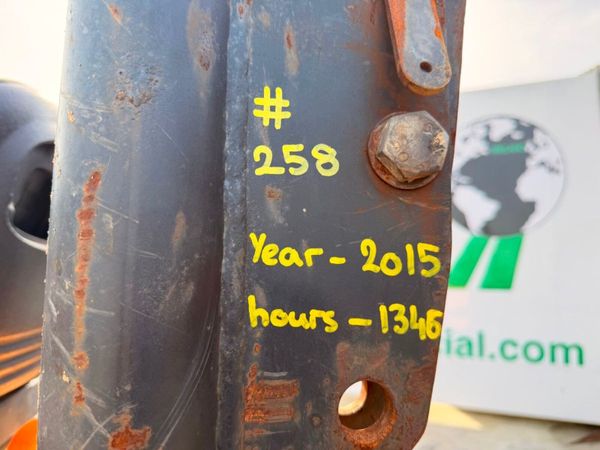 #
258
Year - 2015
hours - 1346
ial.com